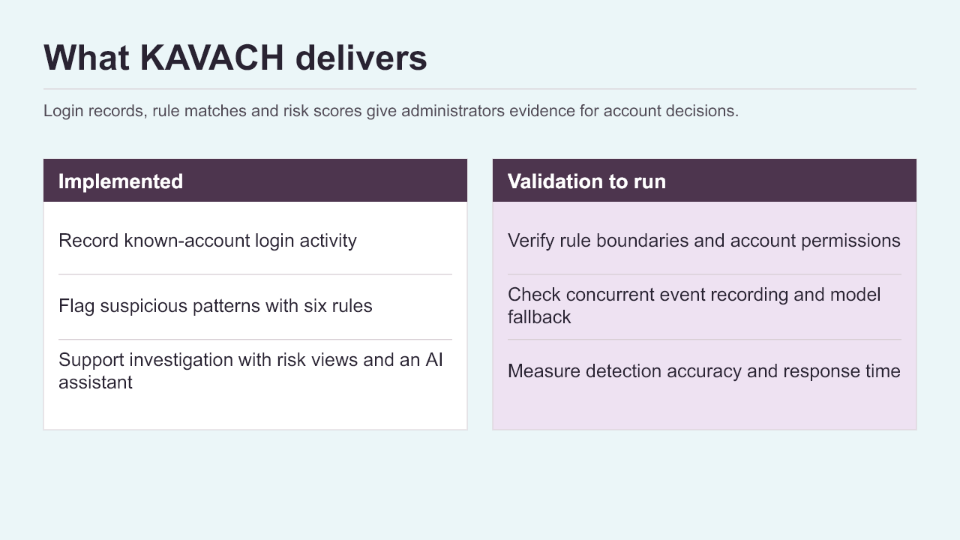 What KAVACH delivers
Login records, rule matches and risk scores give administrators evidence for account decisions.
Implemented
Record known-account login activity
Flag suspicious patterns with six rules
Support investigation with risk views and an AI
assistant
Validation to run
Verify rule boundaries and account permissions
Check concurrent event recording and model
fallback
Measure detection accuracy and response time